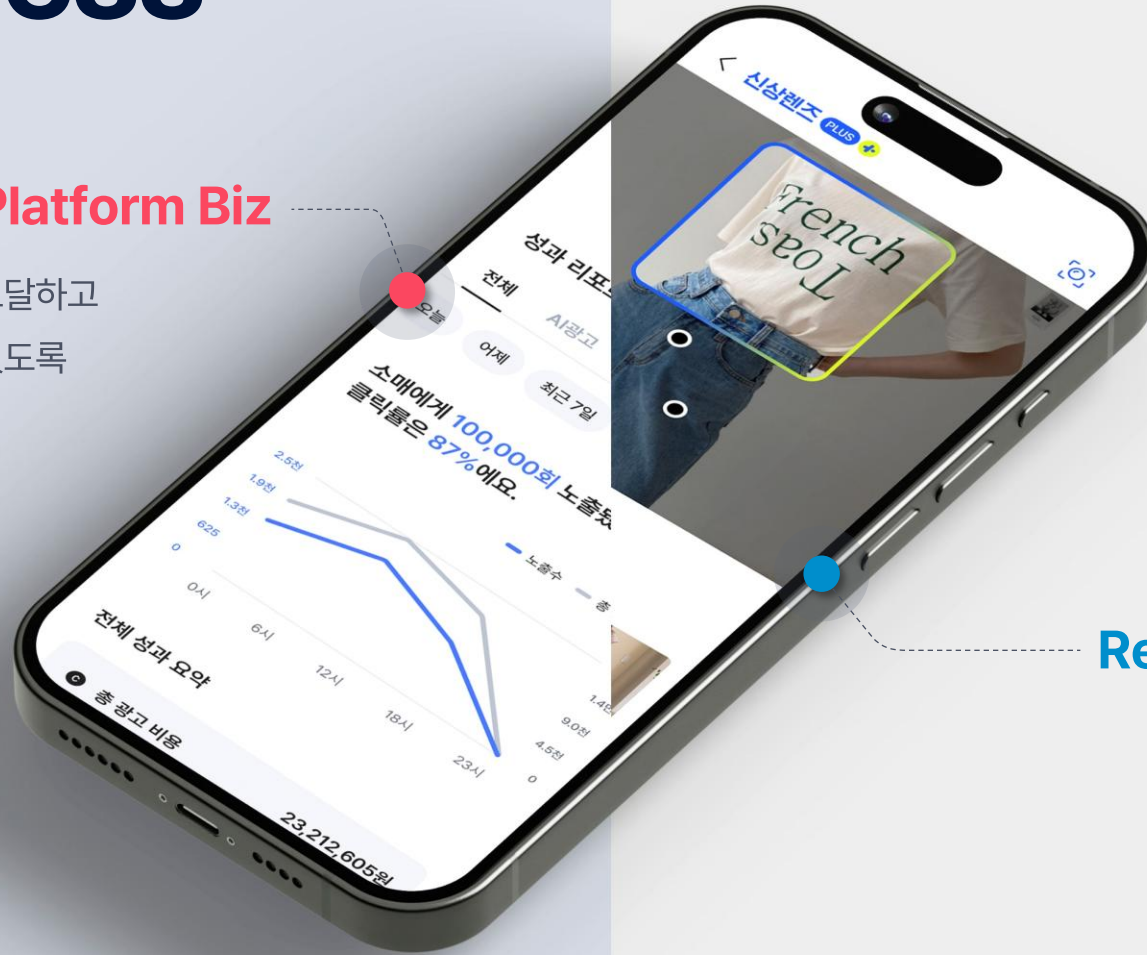 Platform Biz
달하고
도록
신상렌즈 PLUS
French
Toas
성과 리포
전체
AI광고
오늘
어제
최근 7일
소매에게 100,000회 노출됐
클릭률은 87%에요.
2.5천
1.9천
1.3천
625
0
노출수
총
0시
6시
12시
18시
23시
1.4만
9.0천
4.5천
0
전체 성과 요약
C 총 광고 비용
23,212,605원
Re